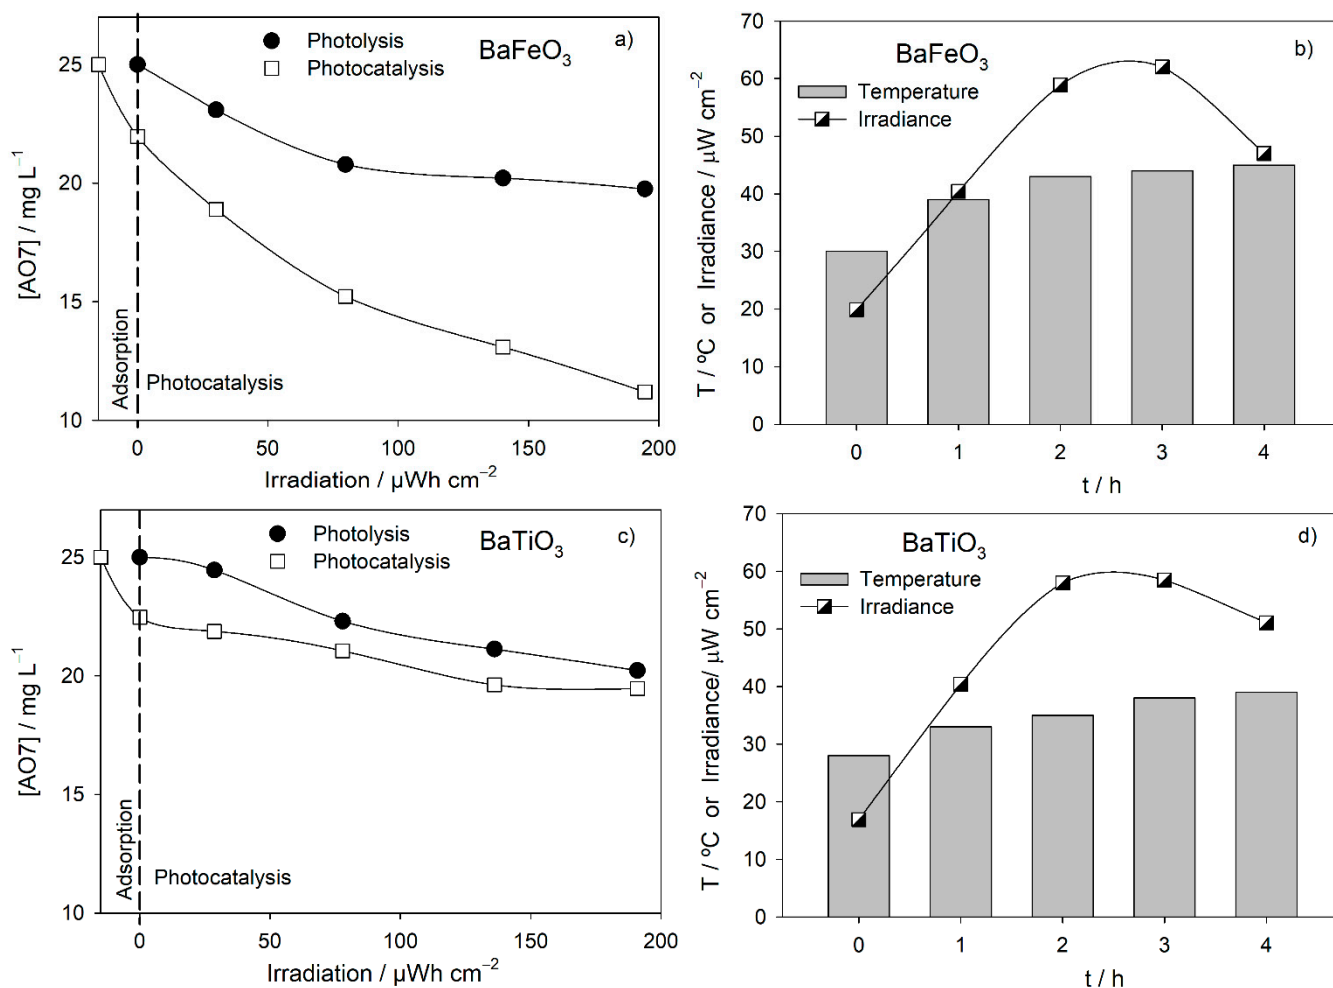 Photolysis
Photocatalysis
BaFeO3
a)
25
20
15
10
[AO7] / mg L−1
Adsorption
Photocatalysis
0
50
100
150
200
Irradiation / µWh cm−2
BaFeO3
b)
Temperature
Irradiance
70
60
50
40
30
20
10
0
T / ºC or Irradiance / µW cm−2
0
1
2
3
4
t / h
Photolysis
Photocatalysis
BaTiO3
c)
25
20
15
10
[AO7] / mg L−1
Adsorption
Photocatalysis
0
50
100
150
200
Irradiation / µWh cm−2
BaTiO3
d)
Temperature
Irradiance
70
60
50
40
30
20
10
0
T / ºC or Irradiance/ µW cm−2
0
1
2
3
4
t / h